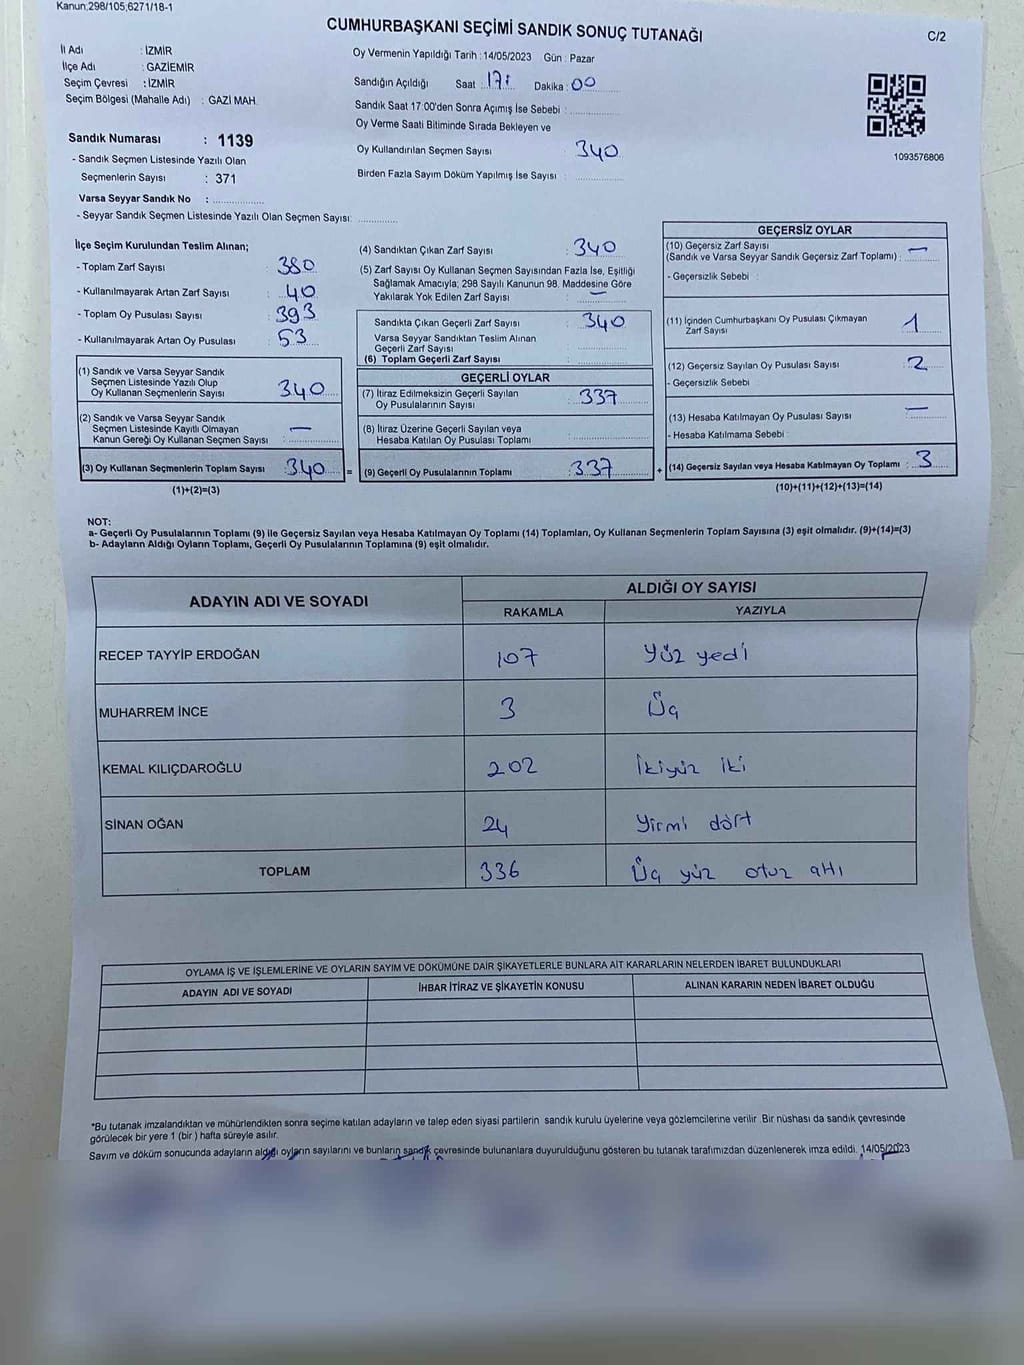 Kanun;298/105;6271/18-1
CUMHURBAŞKANI SEÇİMİ SANDIK SONUÇ TUTANAĞI
C/2
İl Adı : İZMİR
İlçe Adı : GAZİEMİR
Seçim Çevresi : İZMİR
Seçim Bölgesi (Mahalle Adı) : GAZİ MAH.
Oy Vermenin Yapıldığı Tarih : 14/05/2023 Gün : Pazar
Sandığın Açıldığı Saat : 17: Dakika : 00
Sandık Saat 17:00'den Sonra Açımış İse Sebebi :
Oy Verme Saati Bitiminde Sırada Bekleyen ve
Oy Kullandırılan Seçmen Sayısı : 340
Birden Fazla Sayım Döküm Yapılmış İse Sayısı :
1093576806
Sandık Numarası : 1139
- Sandık Seçmen Listesinde Yazılı Olan
Seçmenlerin Sayısı : 371
Varsa Seyyar Sandık No :
- Seyyar Sandık Seçmen Listesinde Yazılı Olan Seçmen Sayısı:
İlçe Seçim Kurulundan Teslim Alınan;
- Toplam Zarf Sayısı : 380
- Kullanılmayarak Artan Zarf Sayısı : 40
- Toplam Oy Pusulası Sayısı : 393
- Kullanılmayarak Artan Oy Pusulası : 53
(1) Sandık ve Varsa Seyyar Sandık
Seçmen Listesinde Yazılı Olup
Oy Kullanan Seçmenlerin Sayısı : 340
(2) Sandık ve Varsa Seyyar Sandık
Seçmen Listesinde Kayıtlı Olmayan
Kanun Gereği Oy Kullanan Seçmen Sayısı : —
(3) Oy Kullanan Seçmenlerin Toplam Sayısı : 340
(1)+(2)=(3)
=
(4) Sandıktan Çıkan Zarf Sayısı : 340
(5) Zarf Sayısı Oy Kullanan Seçmen Sayısından Fazla İse, Eşitliği
Sağlamak Amacıyla; 298 Sayılı Kanunun 98. Maddesine Göre
Yakılarak Yok Edilen Zarf Sayısı : —
Sandıkta Çıkan Geçerli Zarf Sayısı : 340
Varsa Seyyar Sandıktan Teslim Alınan
Geçerli Zarf Sayısı :
(6) Toplam Geçerli Zarf Sayısı :
GEÇERLİ OYLAR
(7) İtiraz Edilmeksizin Geçerli Sayılan
Oy Pusulalarının Sayısı : 337
(8) İtiraz Üzerine Geçerli Sayılan veya
Hesaba Katılan Oy Pusulası Toplamı :
(9) Geçerli Oy Pusulalarının Toplamı : 337
+
GEÇERSİZ OYLAR
(10) Geçersiz Zarf Sayısı
(Sandık ve Varsa Seyyar Sandık Geçersiz Zarf Toplamı) : —
- Geçersizlik Sebebi :
(11) İçinden Cumhurbaşkanı Oy Pusulası Çıkmayan
Zarf Sayısı : 1
(12) Geçersiz Sayılan Oy Pusulası Sayısı : 2
- Geçersizlik Sebebi
(13) Hesaba Katılmayan Oy Pusulası Sayısı : —
- Hesaba Katılmama Sebebi :
(14) Geçersiz Sayılan veya Hesaba Katılmayan Oy Toplamı : 3
(10)+(11)+(12)+(13)=(14)
NOT:
a- Geçerli Oy Pusulalarının Toplamı (9) ile Geçersiz Sayılan veya Hesaba Katılmayan Oy Toplamı (14) Toplamları, Oy Kullanan Seçmenlerin Toplam Sayısına (3) eşit olmalıdır. (9)+(14)=(3)
b- Adayların Aldığı Oyların Toplamı, Geçerli Oy Pusulalarının Toplamına (9) eşit olmalıdır.
ADAYIN ADI VE SOYADI
ALDIĞI OY SAYISI
RAKAMLA YAZIYLA
RECEP TAYYİP ERDOĞAN 107 Yüz yedi
MUHARREM İNCE 3 Üç
KEMAL KILIÇDAROĞLU 202 İkiyüz iki
SİNAN OĞAN 24 Yirmi dört
TOPLAM 336 Üç yüz otuz altı
OYLAMA İŞ VE İŞLEMLERİNE VE OYLARIN SAYIM VE DÖKÜMÜNE DAİR ŞİKAYETLERLE BUNLARA AİT KARARLARIN NELERDEN İBARET BULUNDUKLARI
ADAYIN ADI VE SOYADI İHBAR İTİRAZ VE ŞİKAYETİN KONUSU ALINAN KARARIN NEDEN İBARET OLDUĞU
*Bu tutanak imzalandıktan ve mühürlendikten sonra seçime katılan adayların ve talep eden siyasi partilerin sandık kurulu üyelerine veya gözlemcilerine verilir. Bir nüshası da sandık çevresinde
görülecek bir yere 1 (bir) hafta süreyle asılır.
Sayım ve döküm sonucunda adayların aldığı oyların sayılarını ve bunların sandık çevresinde bulunanlara duyurulduğunu gösteren bu tutanak tarafımızdan düzenlenerek imza edildi. 14/05/2023